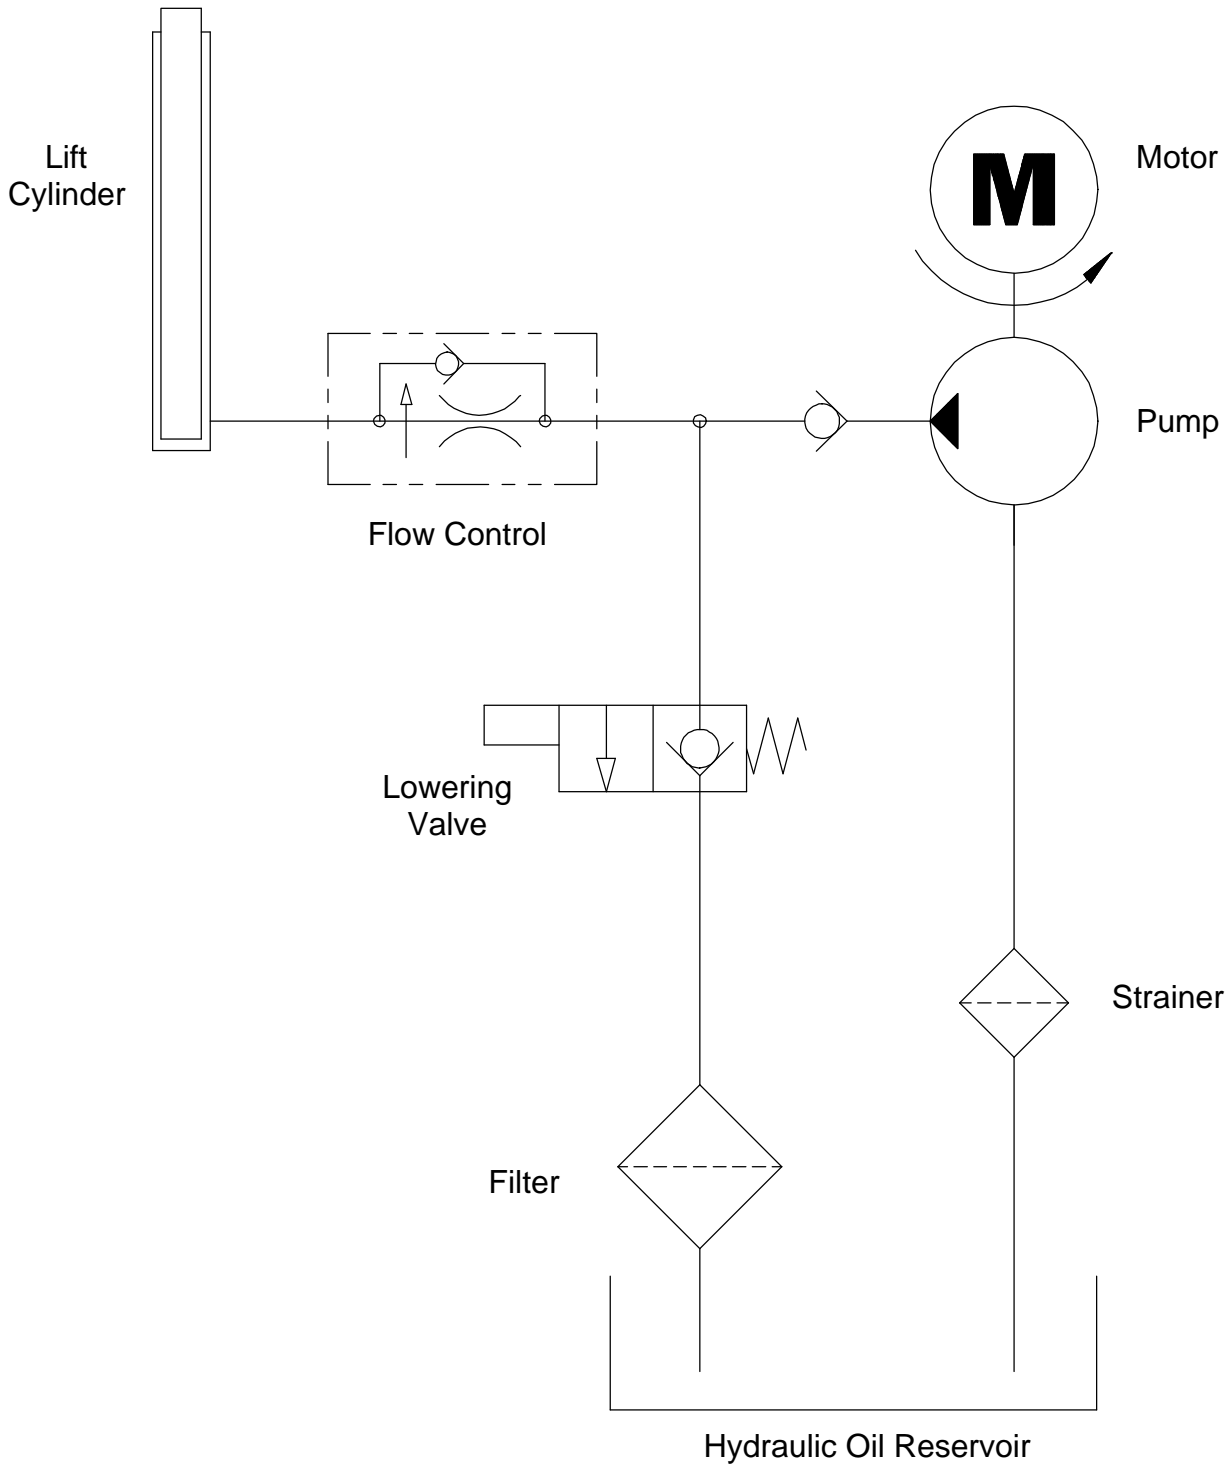 Lift
Cylinder
M
Motor
Pump
Flow Control
Lowering
Valve
Strainer
Filter
Hydraulic Oil Reservoir